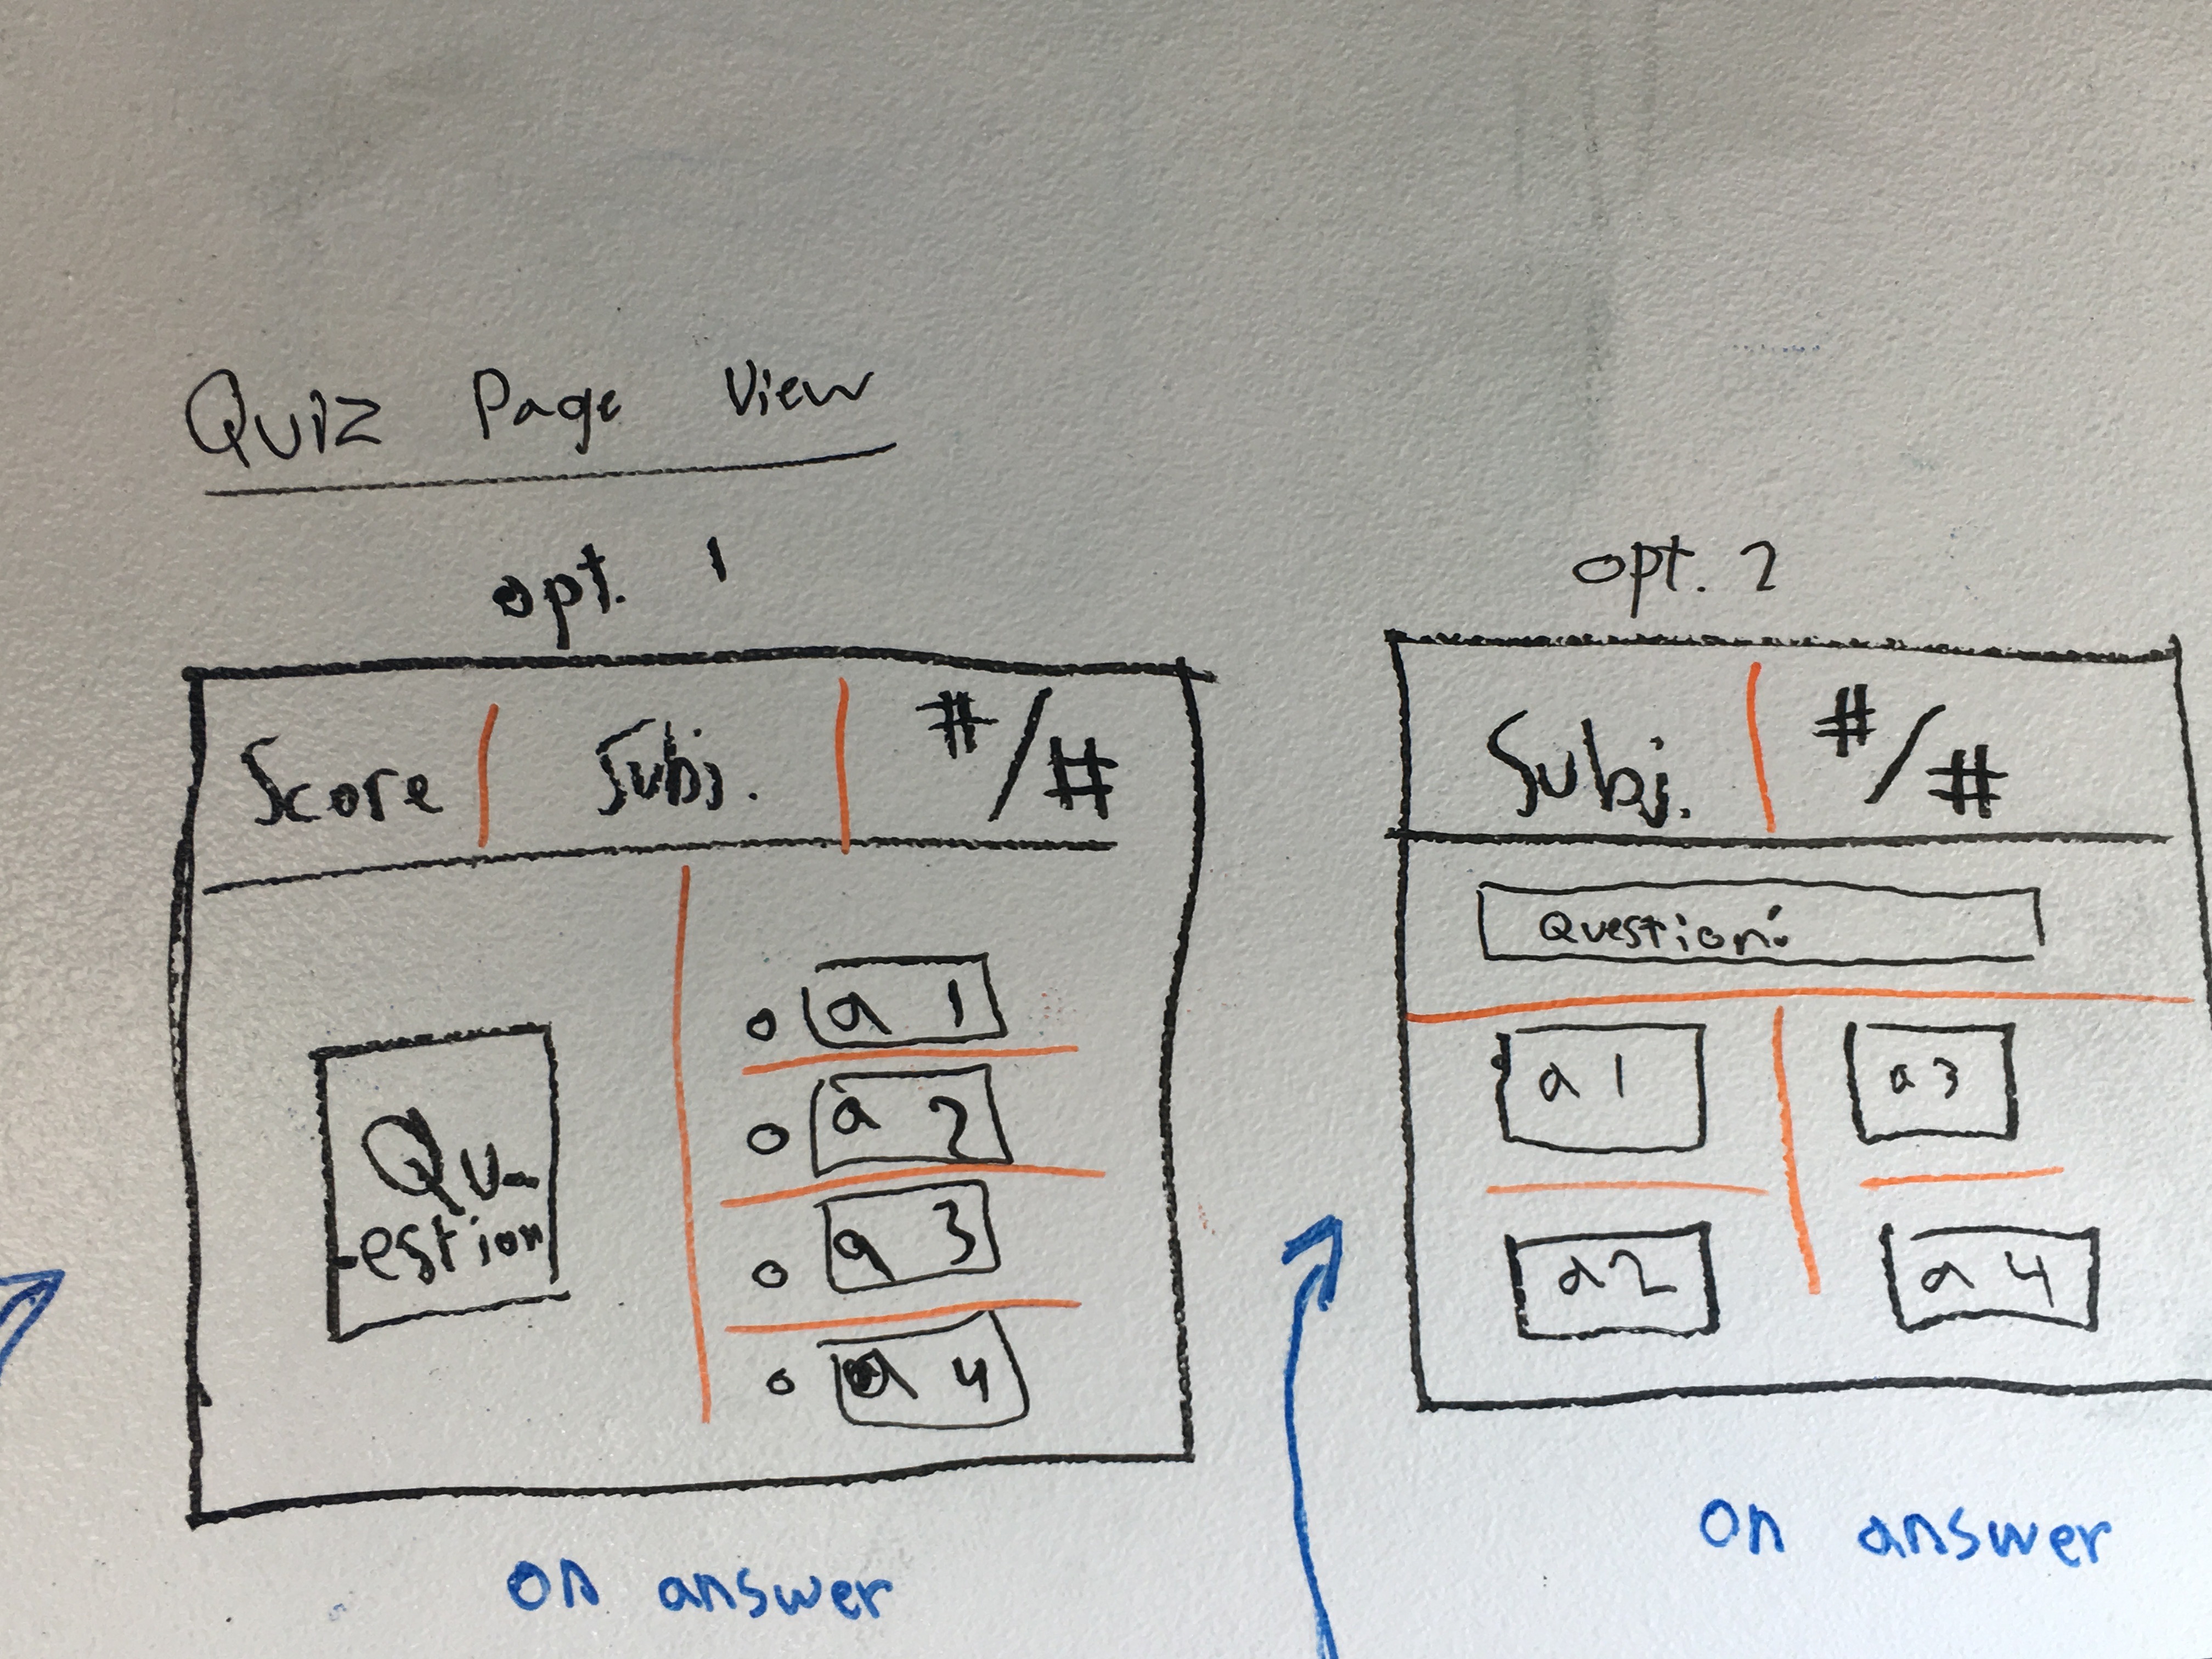 Quiz Page View
opt. 1
Score Subj. #/#
Qu-
-estion
a 1
a 2
a 3
a 4
on answer
opt. 2
Subj. #/#
Question:
a 1 a 3
a 2 a 4
on answer